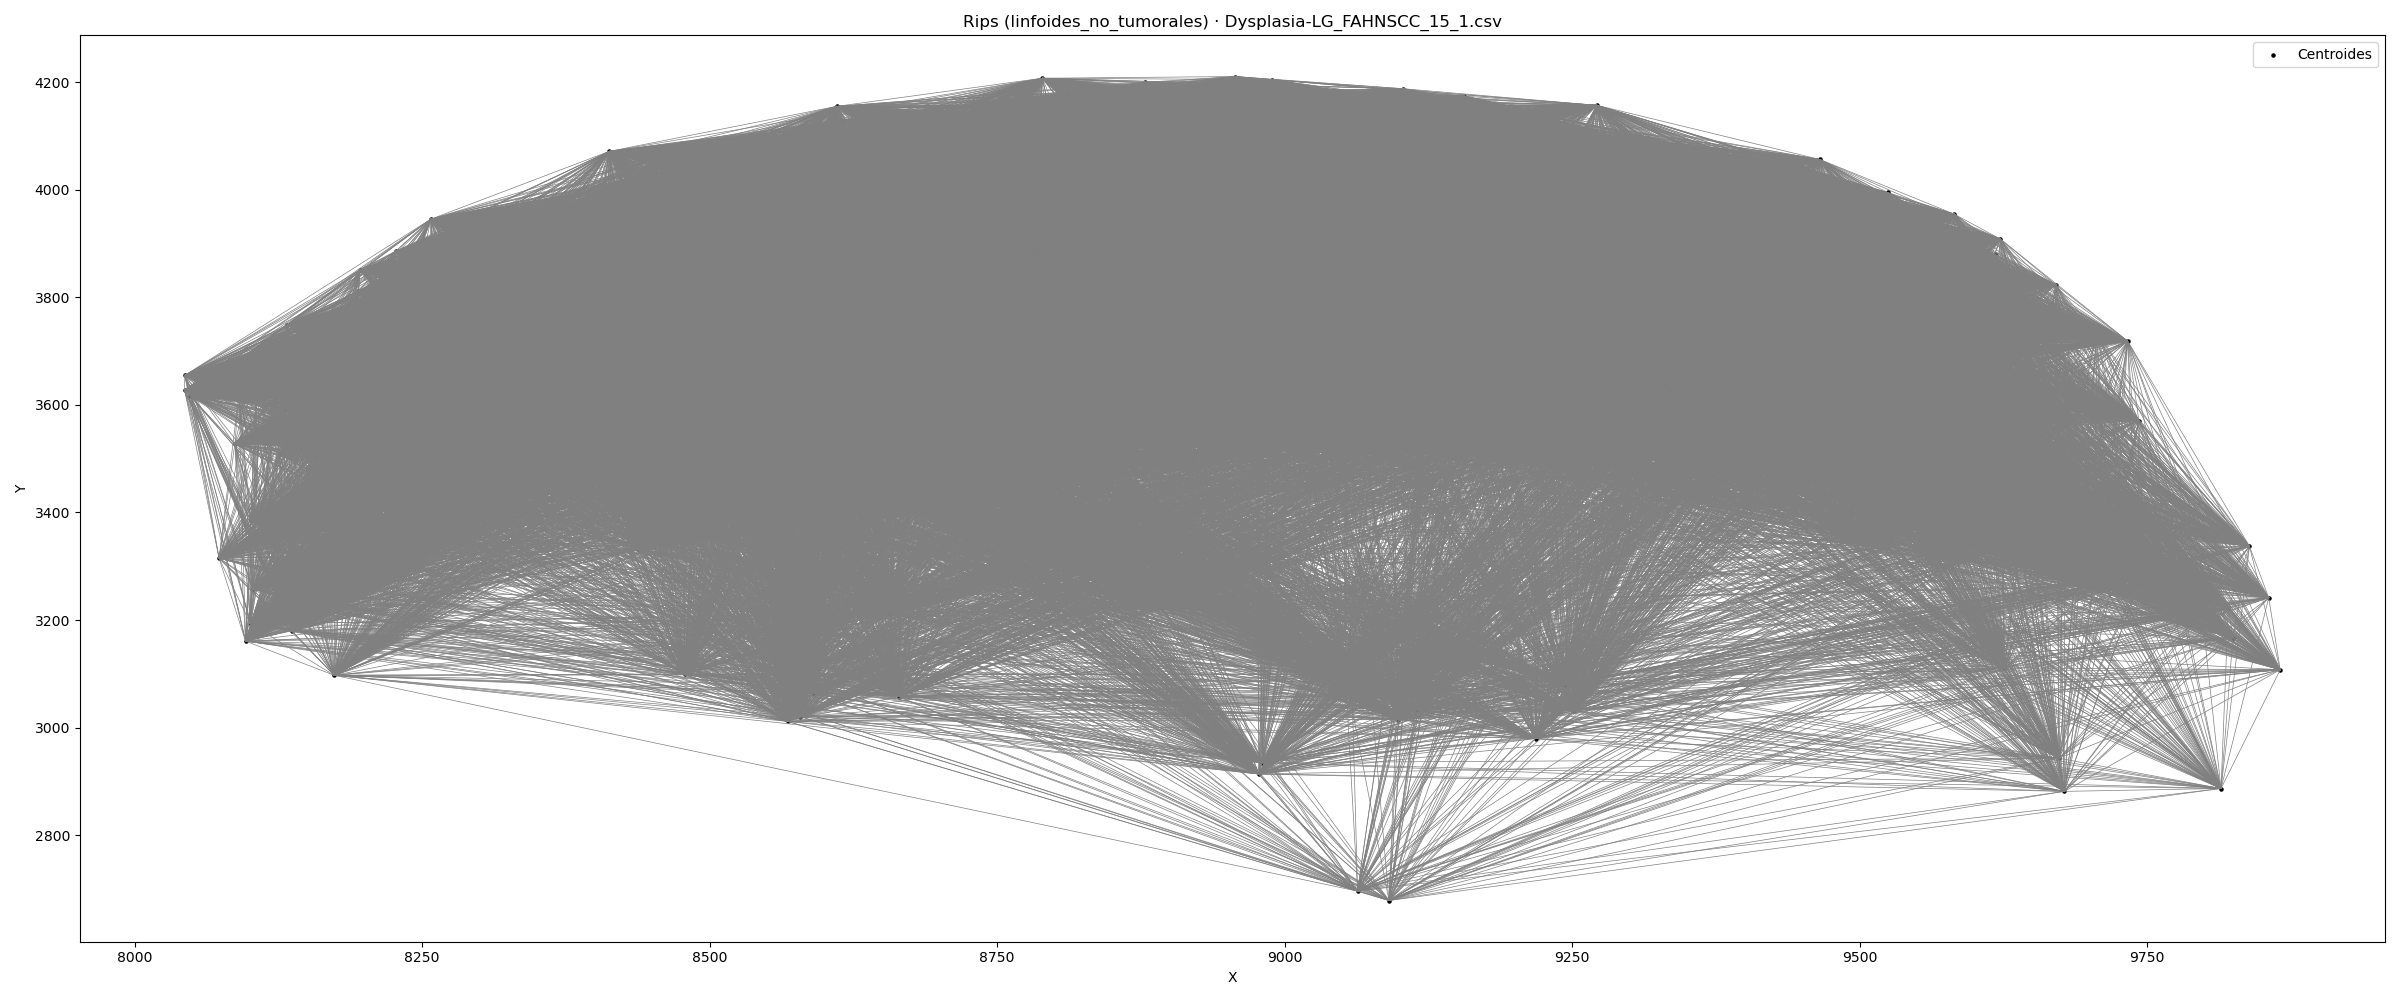 Rips (linfoides_no_tumorales) · Dysplasia-LG_FAHNSCC_15_1.csv
Centroides
4200
4000
3800
3600
3400
3200
3000
2800
Y
8000 8250 8500 8750 9000 9250 9500 9750
X